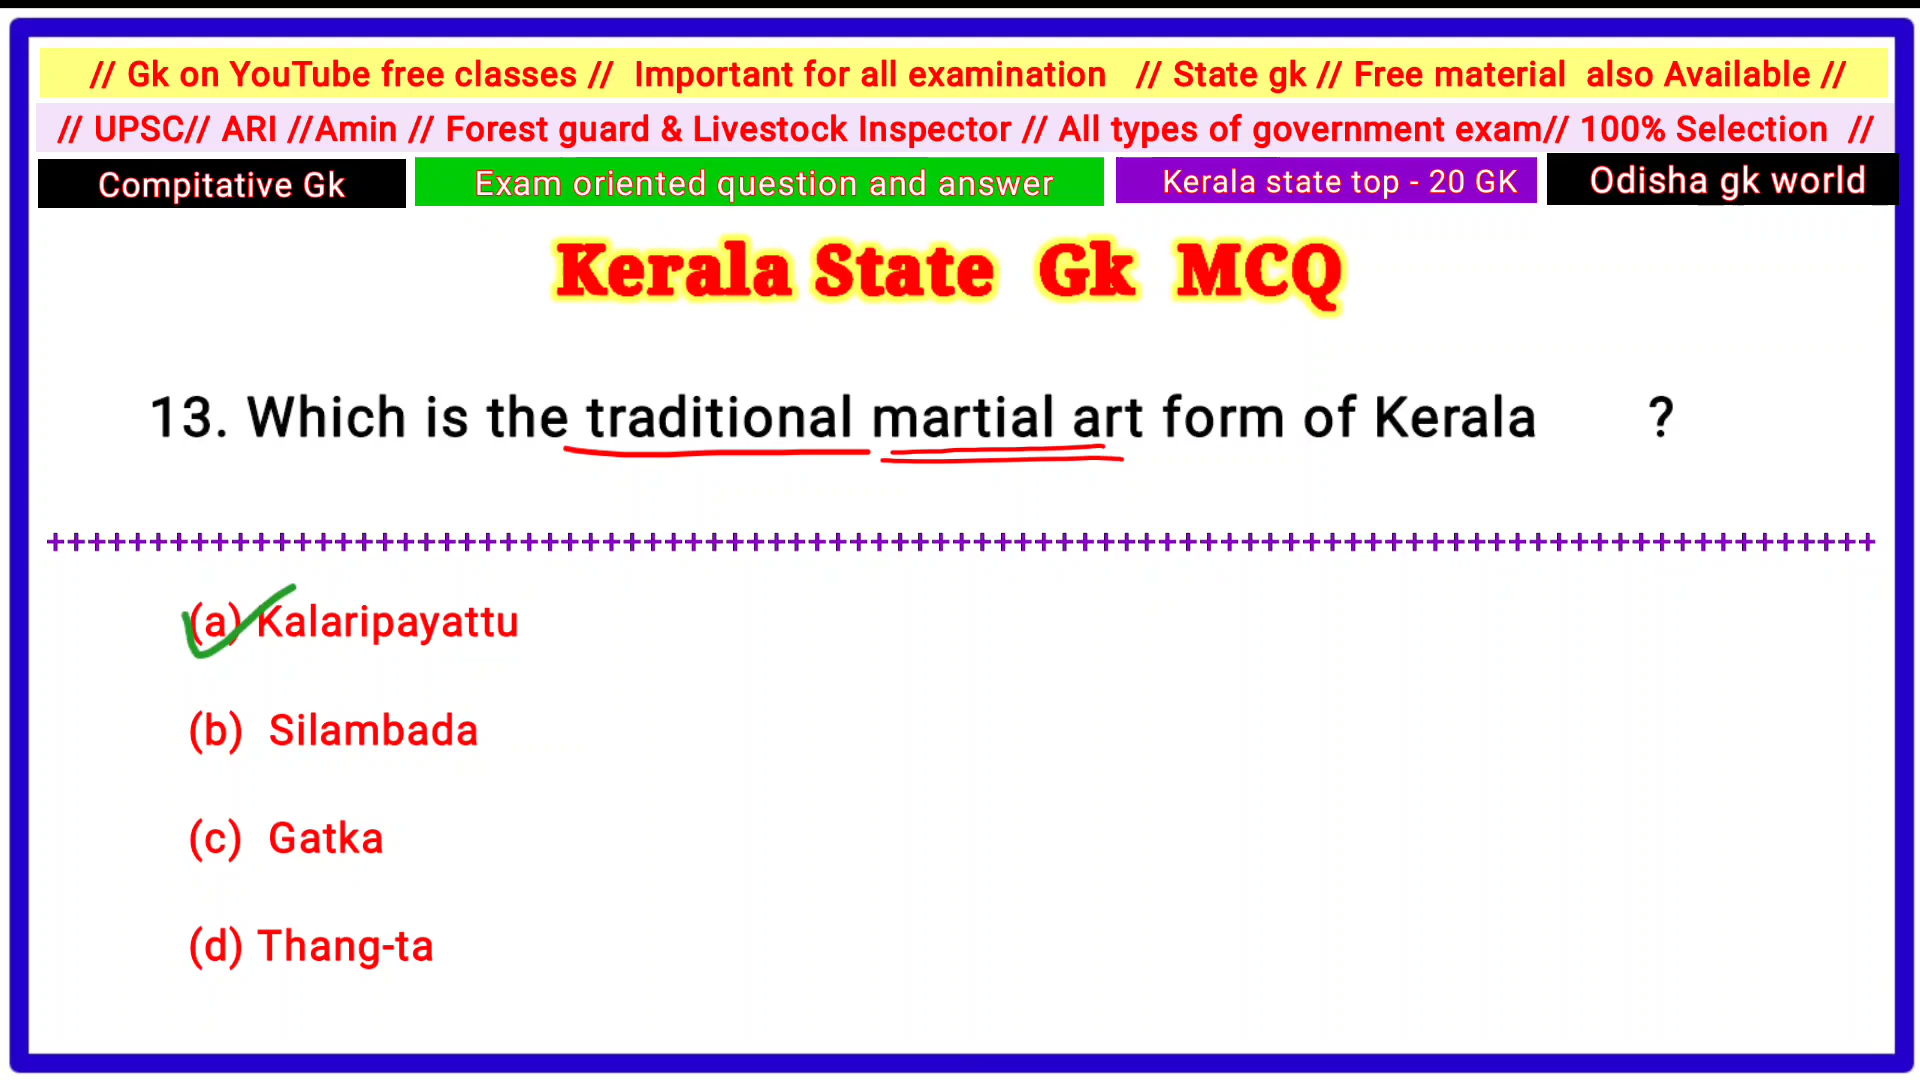 // Gk on YouTube free classes // Important for all examination // State gk // Free material also Available //
// UPSC// ARI //Amin // Forest guard & Livestock Inspector // All types of government exam// 100% Selection //
Compitative Gk Exam oriented question and answer Kerala state top - 20 GK Odisha gk world
Kerala State Gk MCQ
13. Which is the traditional martial art form of Kerala ?
++++++++++++++++++++++++++++++++++++++++++++++++++++++++++++++++++++++++++++++++++++++++
(a) Kalaripayattu
(b) Silambada
(c) Gatka
(d) Thang-ta